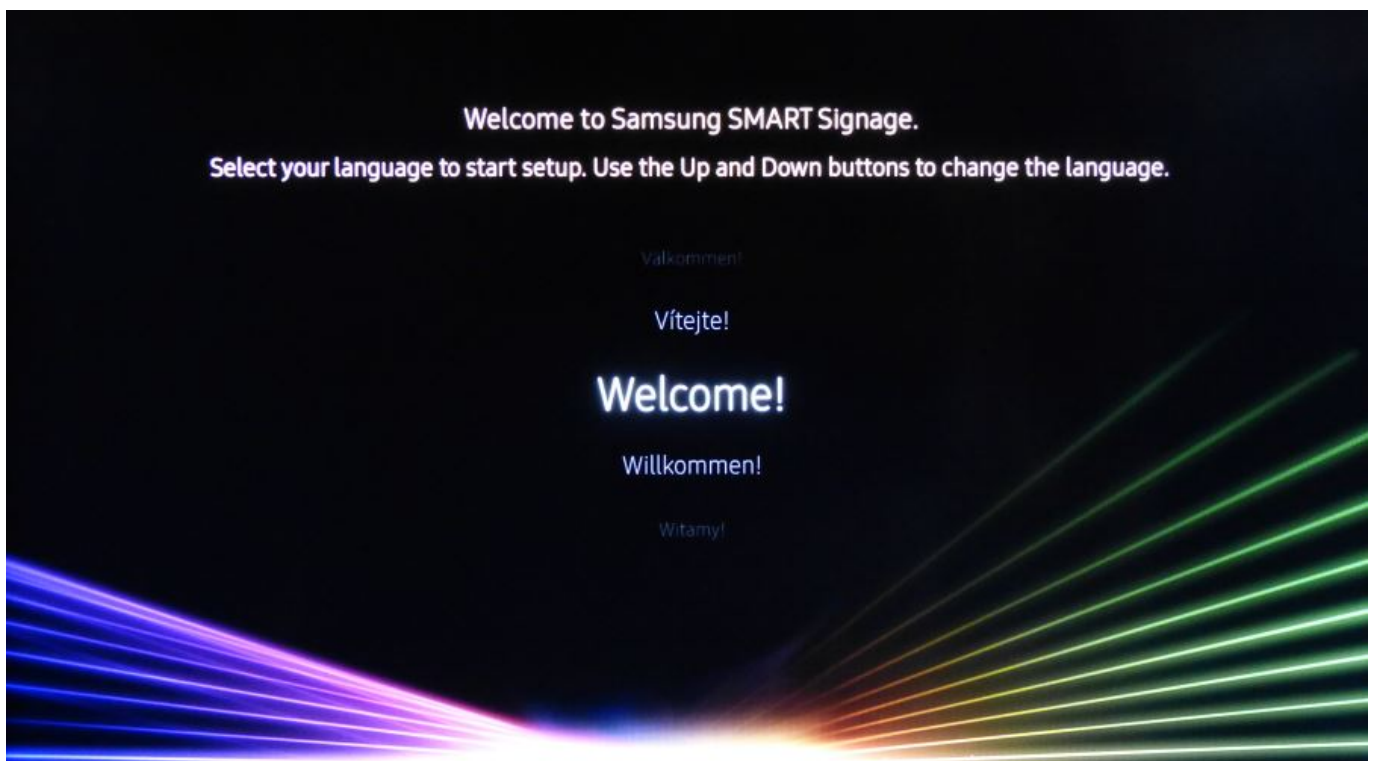 Welcome to Samsung SMART Signage.
Select your language to start setup. Use the Up and Down buttons to change the language.
Välkommen!
Vítejte!
Welcome!
Willkommen!
Witamy!